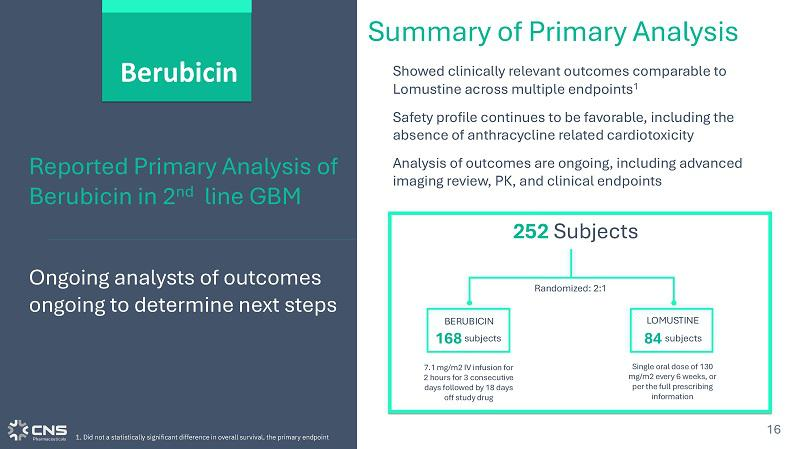 Berubicin
Reported Primary Analysis of
Berubicin in 2nd line GBM
Ongoing analysts of outcomes
ongoing to determine next steps
CNS
Pharmaceuticals
1. Did not a statistically significant difference in overall survival, the primary endpoint
Summary of Primary Analysis
Showed clinically relevant outcomes comparable to
Lomustine across multiple endpoints1
Safety profile continues to be favorable, including the
absence of anthracycline related cardiotoxicity
Analysis of outcomes are ongoing, including advanced
imaging review, PK, and clinical endpoints
252 Subjects
Randomized: 2:1
BERUBICIN
168 subjects
7.1 mg/m2 IV infusion for
2 hours for 3 consecutive
days followed by 18 days
off study drug
LOMUSTINE
84 subjects
Single oral dose of 130
mg/m2 every 6 weeks, or
per the full prescribing
information
16